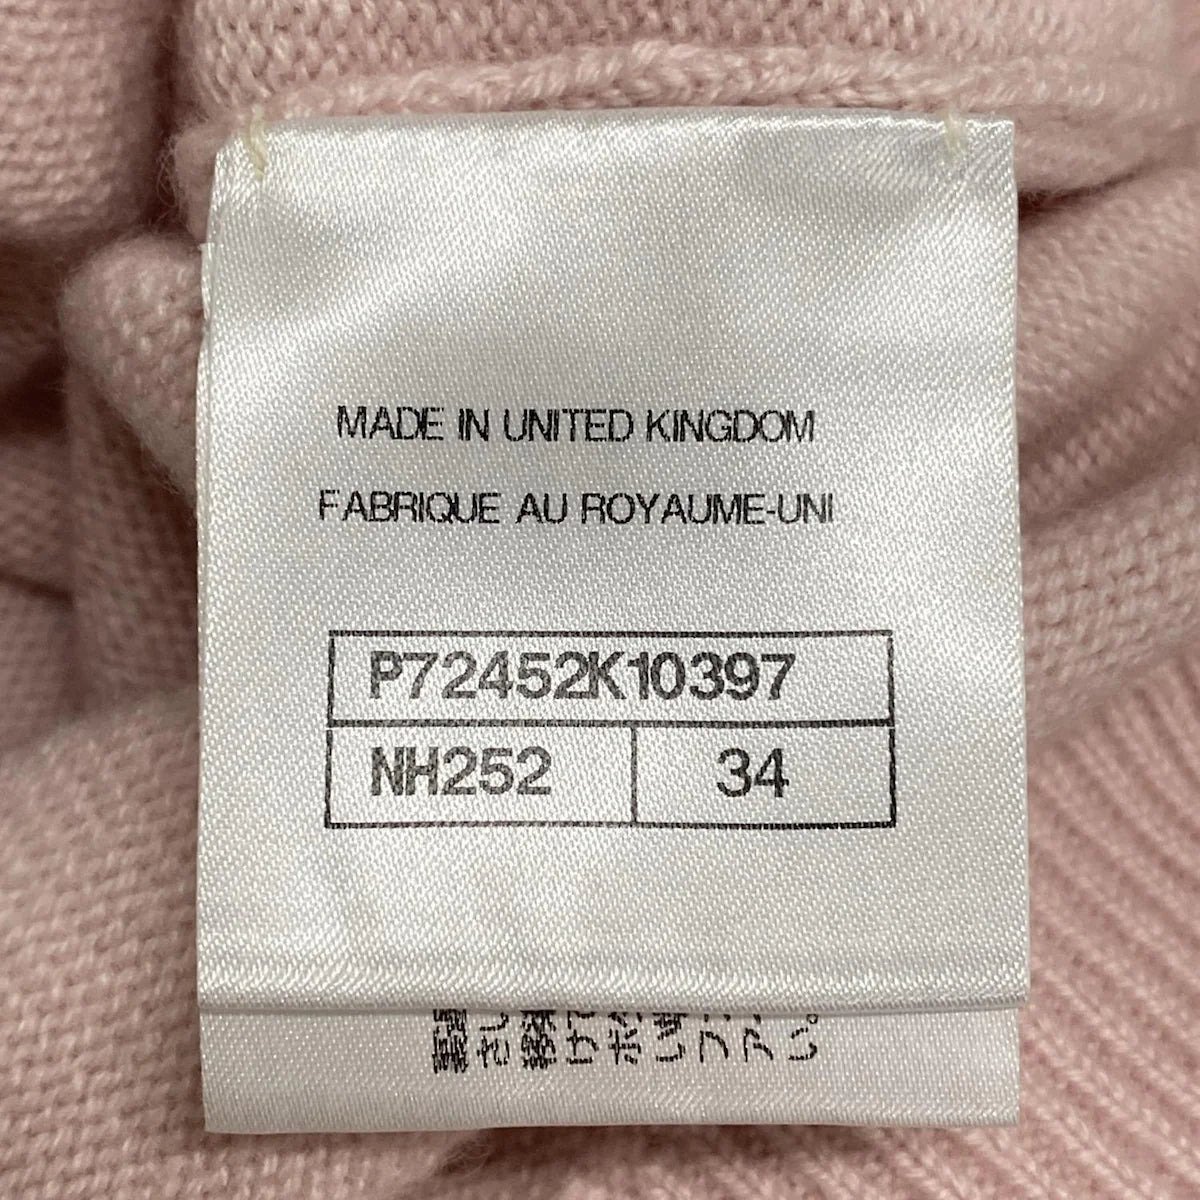 MADE IN UNITED KINGDOM
FABRIQUE AU ROYAUME-UNI
P72452K10397
NH252
34